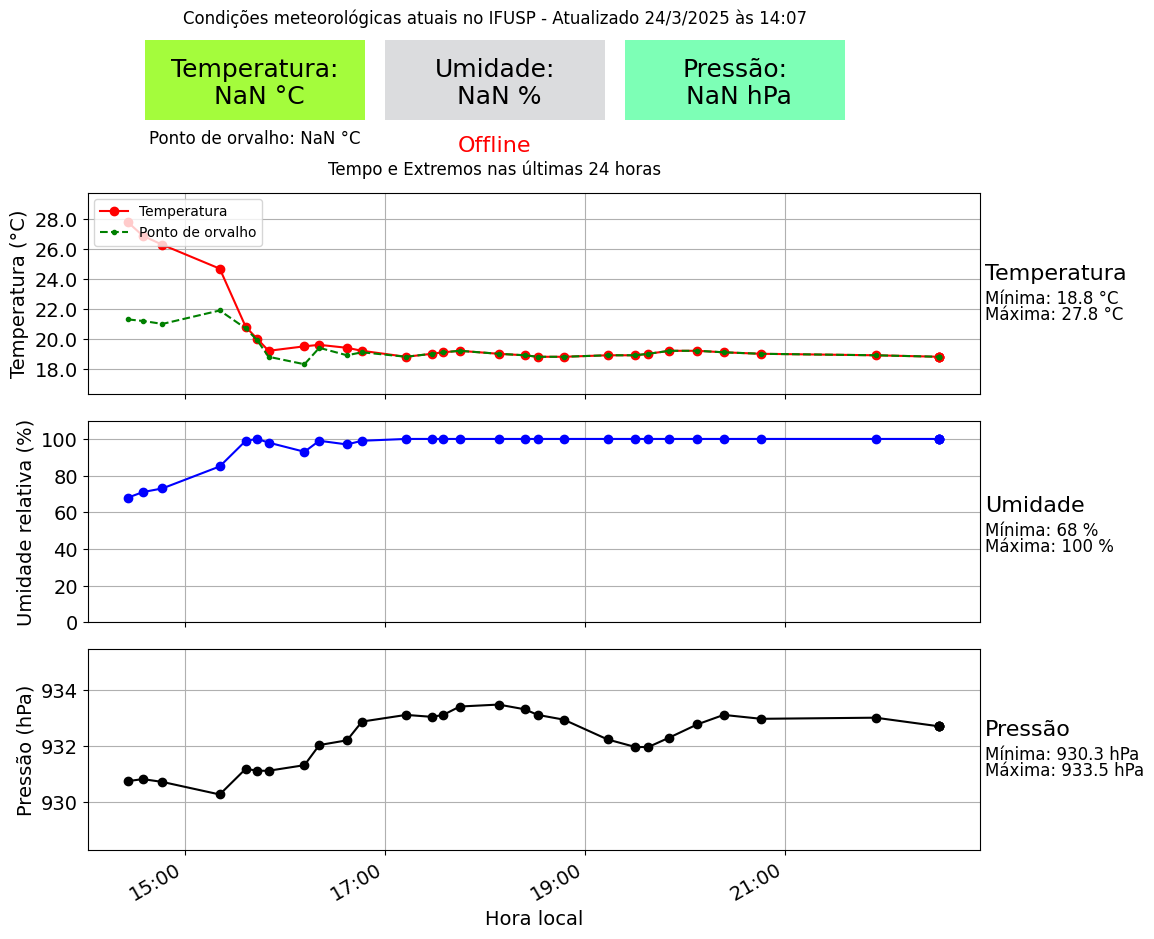 Condições meteorológicas atuais no IFUSP - Atualizado 24/3/2025 às 14:07
Temperatura:
NaN °C
Umidade:
NaN %
Pressão:
NaN hPa
Ponto de orvalho: NaN °C
Offline
Tempo e Extremos nas últimas 24 horas
Temperatura (°C)
28.0
26.0
24.0
22.0
20.0
18.0
Temperatura
Ponto de orvalho
Temperatura
Mínima: 18.8 °C
Máxima: 27.8 °C
Umidade relativa (%)
100
80
60
40
20
0
Umidade
Mínima: 68 %
Máxima: 100 %
Pressão (hPa)
934
932
930
Pressão
Mínima: 930.3 hPa
Máxima: 933.5 hPa
15:00
17:00
19:00
21:00
Hora local